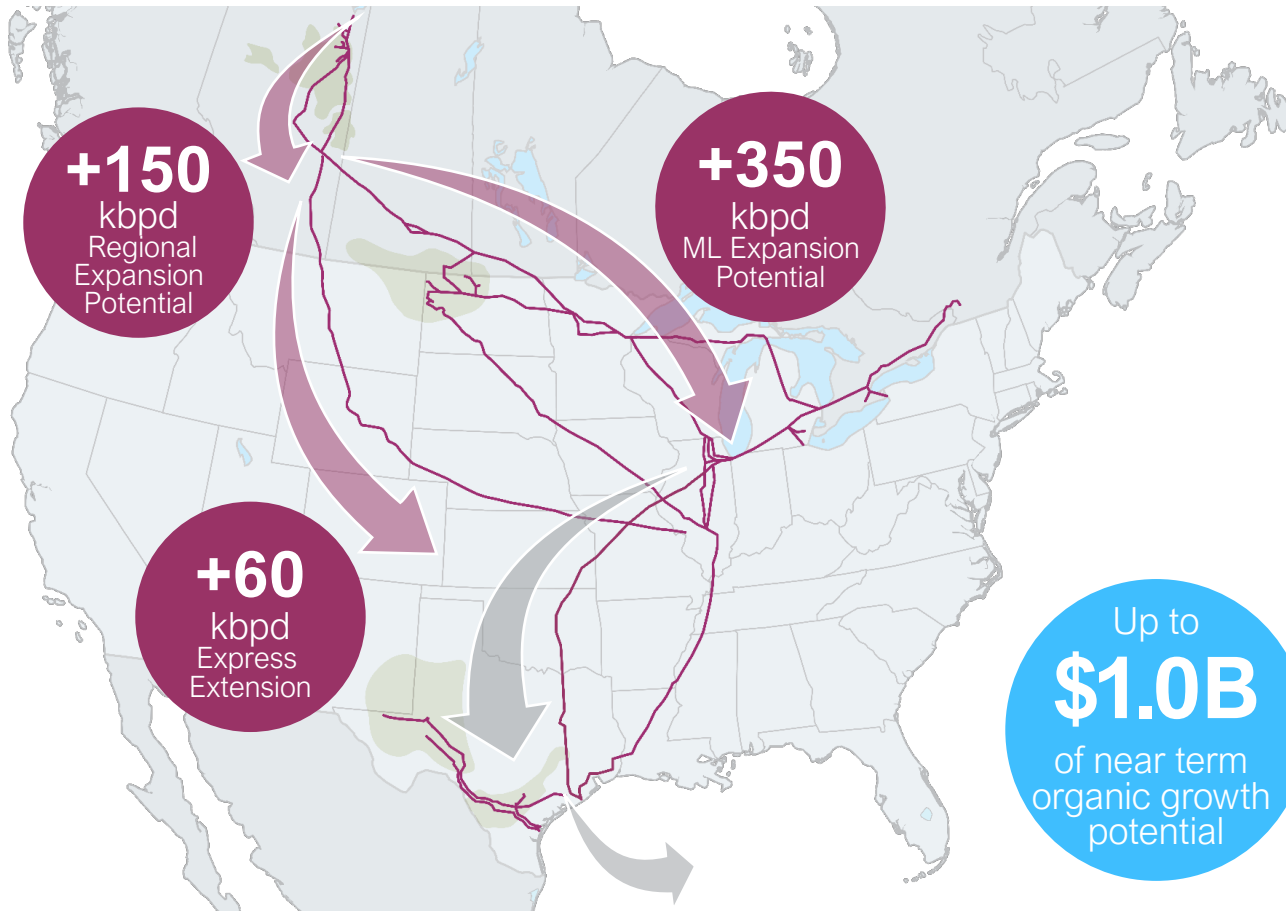 +150
kbpd
Regional
Expansion
Potential
+350
kbpd
ML Expansion
Potential
+60
kbpd
Express
Extension
Up to
$1.0B
of near term
organic growth
potential